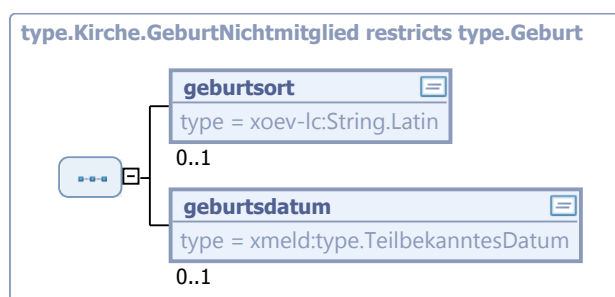 type.Kirche.GeburtNichtmitglied restricts type.Geburt
geburtsort
type = xoev-lc:String.Latin
0..1
geburtsdatum
type = xmeld:type.TeilbekanntesDatum
0..1